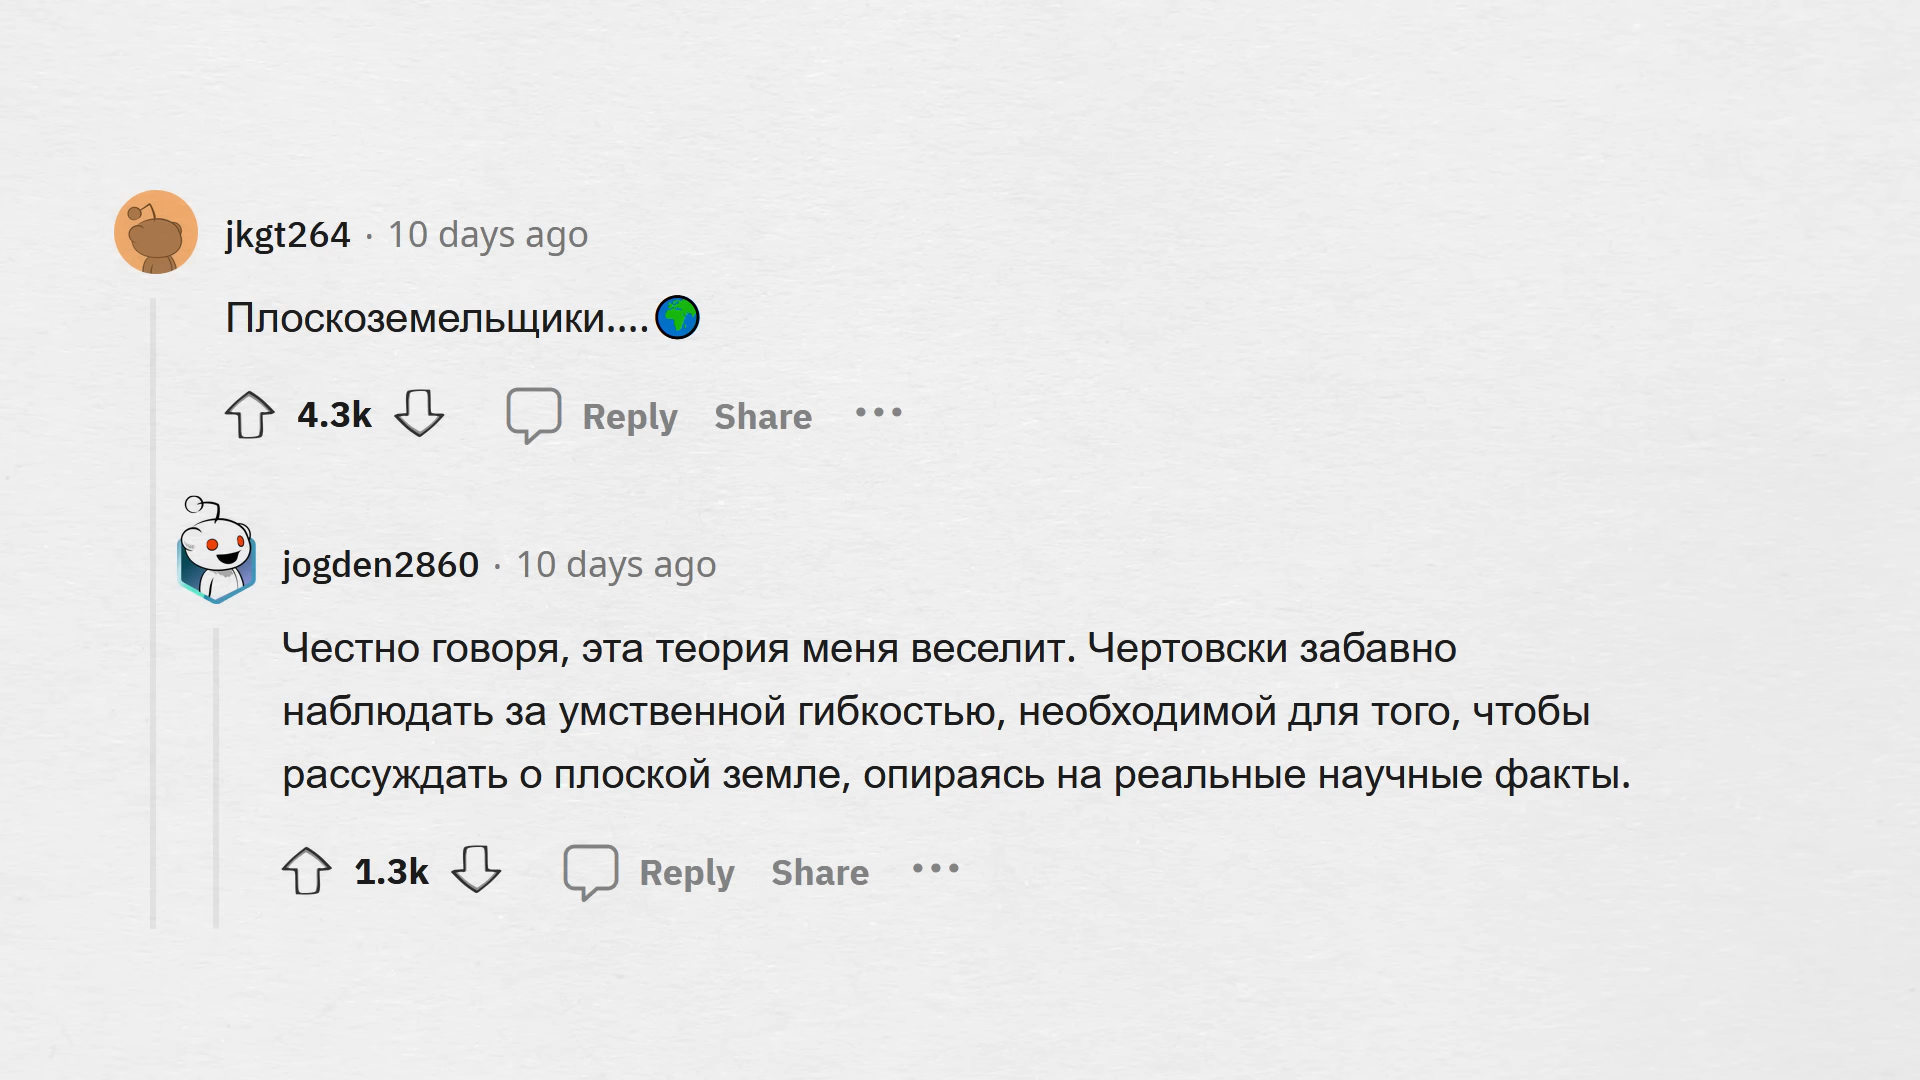 jkgt264 · 10 days ago
Плоскоземельщики....🌍
4.3k Reply Share ···
jogden2860 · 10 days ago
Честно говоря, эта теория меня веселит. Чертовски забавно
наблюдать за умственной гибкостью, необходимой для того, чтобы
рассуждать о плоской земле, опираясь на реальные научные факты.
1.3k Reply Share ···